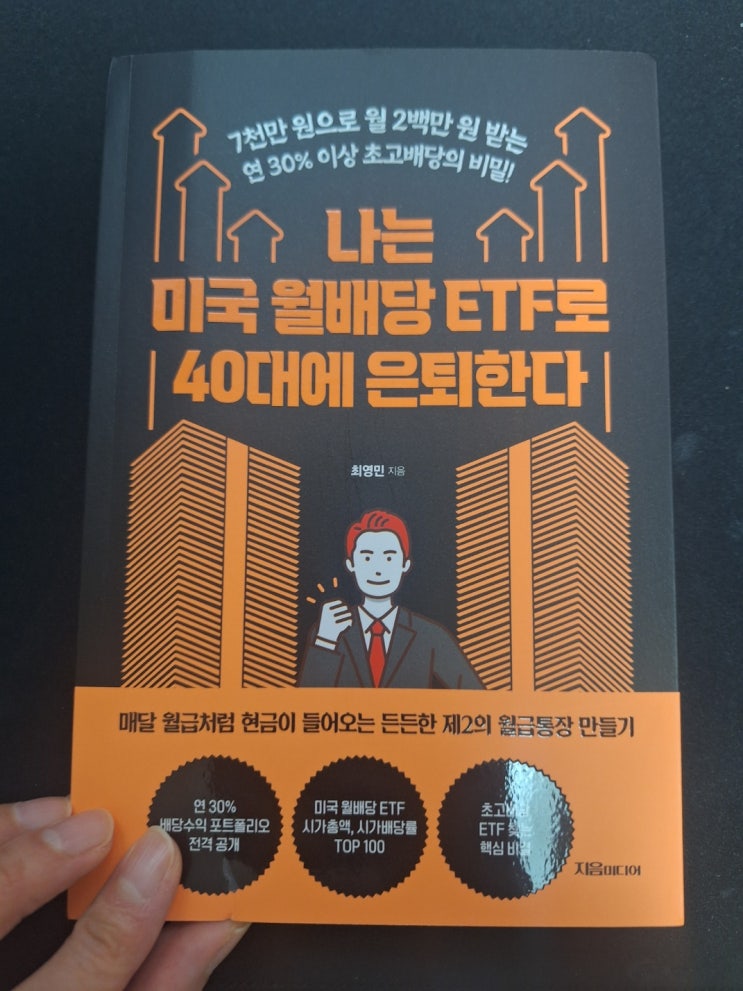 7천만 원으로 월 2백만 원 받는
연 30% 이상 초고배당의 비밀!
나는
미국 월배당 ETF로
40대에 은퇴한다
최영민 지음
매달 월급처럼 현금이 들어오는 든든한 제2의 월급통장 만들기
연 30%
배당수익 포트폴리오
전격 공개
미국 월배당 ETF
시가총액, 시가배당률
TOP 100
초고배당
ETF 찾는
핵심 비결
지음미디어